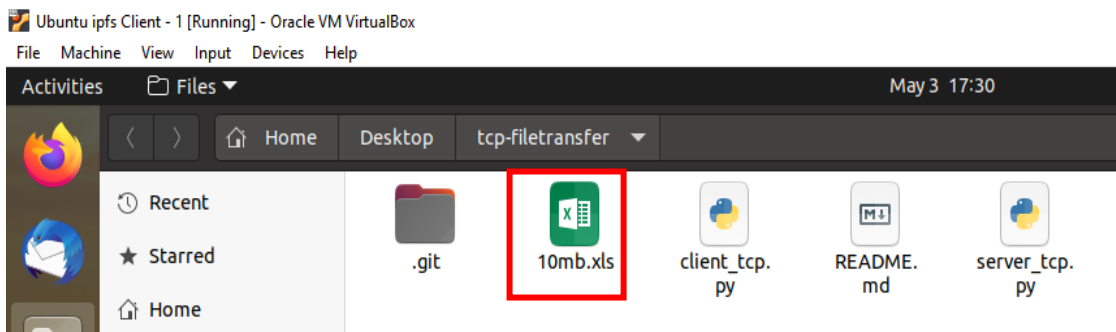 Ubuntu ipfs Client - 1 [Running] - Oracle VM VirtualBox
File Machine View Input Devices Help
Activities Files May 3 17:30
Home Desktop tcp-filetransfer
Recent
Starred
Home
.git 10mb.xls client_tcp. README. server_tcp.
py md py